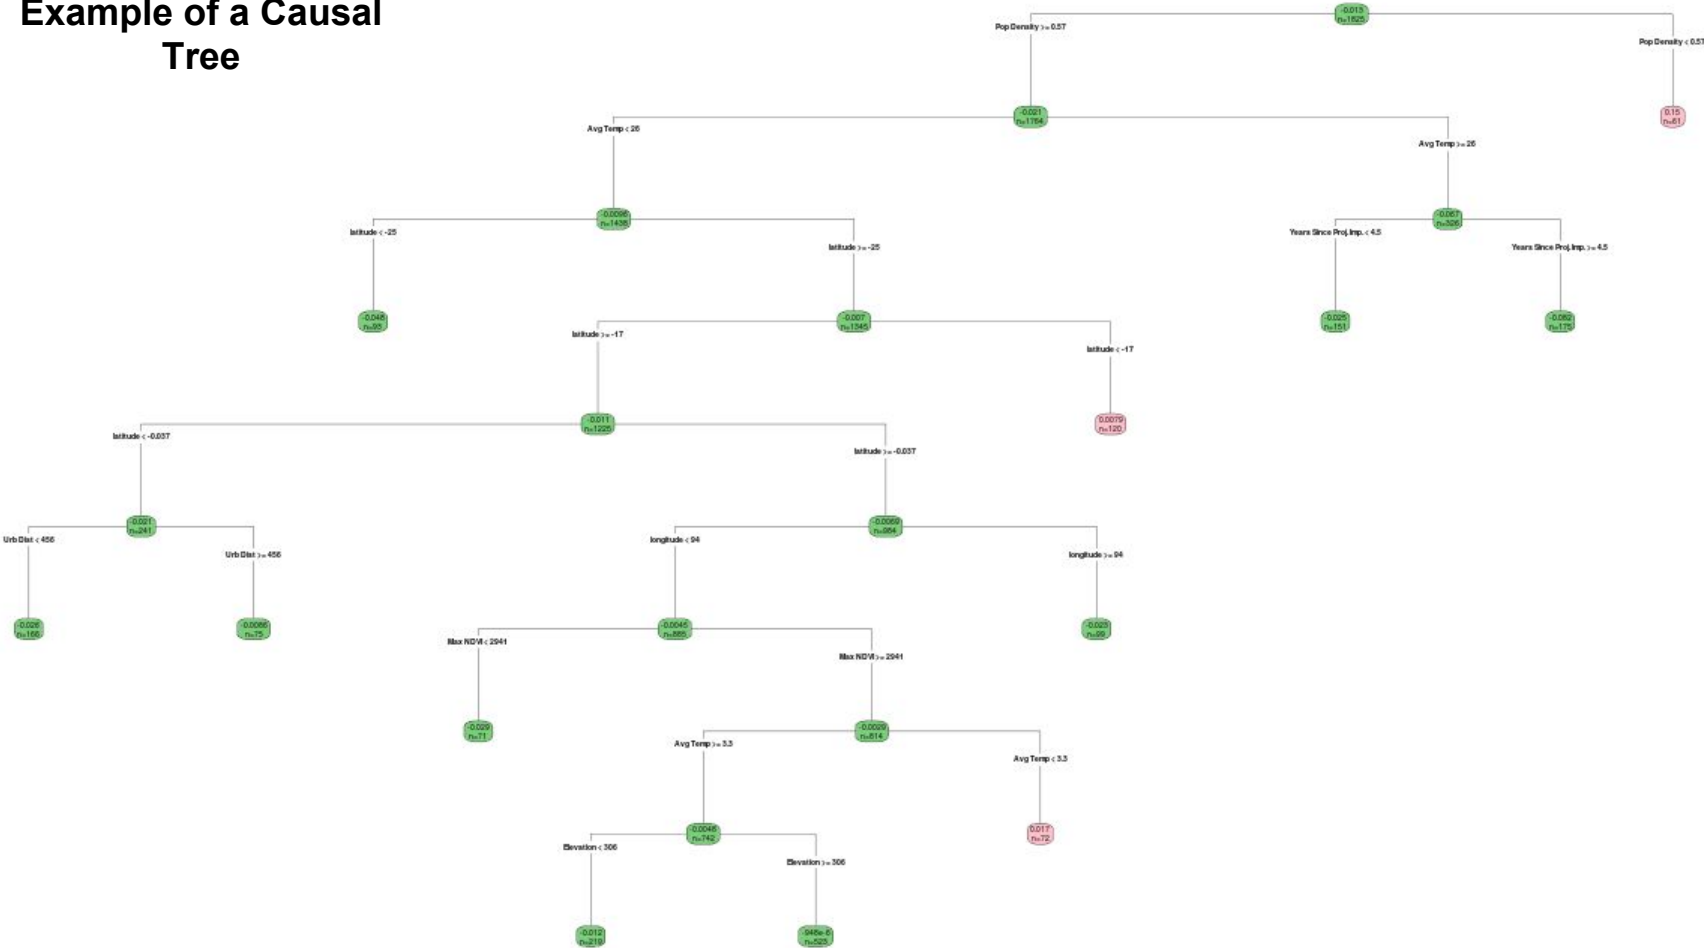 Example of a Causal
Tree
-0.013
n=1825
Pop Density >= 0.57
Pop Density < 0.57
-0.021
n=1764
0.15
n=61
Avg Temp < 26
Avg Temp >= 26
-0.0096
n=1438
-0.067
n=326
latitude < -25
latitude >= -25
Years Since Proj.Imp. < 4.5
Years Since Proj.Imp. >= 4.5
-0.048
n=93
-0.007
n=1345
-0.025
n=151
n=175
latitude >= -17
latitude < -17
-0.011
n=1225
0.0079
n=120
latitude < -0.037
latitude >= -0.037
-0.021
n=241
-0.0069
n=984
Urb Dist < 456
Urb Dist >= 456
longitude < 94
longitude >= 94
-0.026
n=166
n=75
-0.0045
n=885
-0.023
n=99
Max NDVI < 2941
Max NDVI >= 2941
-0.029
n=71
-0.0029
n=814
Avg Temp >= 3.3
Avg Temp < 3.3
-0.0048
n=742
0.017
n=72
Elevation < 306
Elevation >= 306
-0.012
n=219
-948e-6
n=523